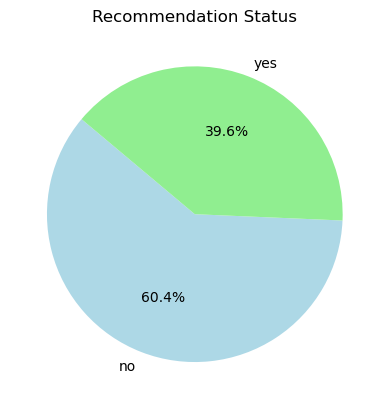 Recommendation Status
yes
39.6%
60.4%
no